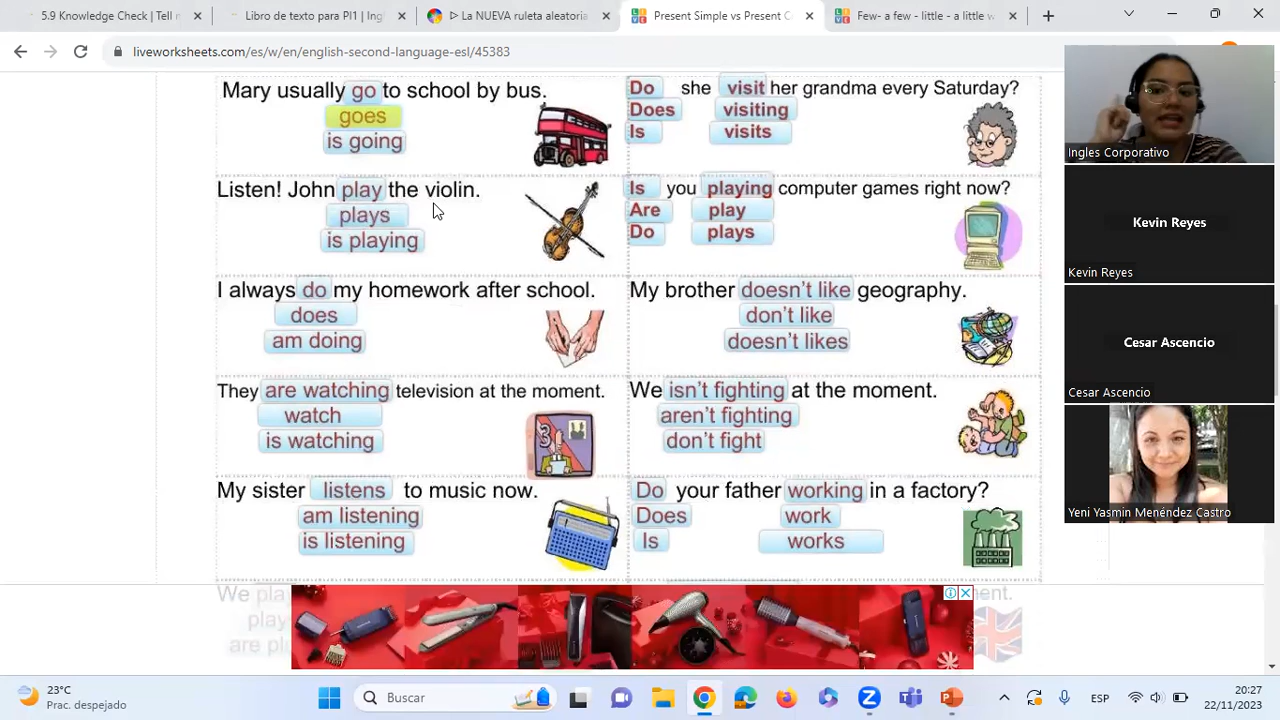 5.9 Knowledge Check | Tell r
Libro de texto para PI1 | Ing
ᐅ La NUEVA ruleta aleatoria
Present Simple vs Present C
Few- a few - little - a little
liveworksheets.com/es/w/en/english-second-language-esl/45383
Mary usually go to school by bus.
goes
is going
Do she visit her grandma every Saturday?
Does visiting
Is visits
Listen! John play the violin.
plays
is playing
Is you playing computer games right now?
Are play
Do plays
I always do my homework after school.
does
am doing
My brother doesn't like geography.
don't like
doesn't likes
They are watching television at the moment.
watch
is watching
We isn't fighting at the moment.
aren't fighting
don't fight
My sister listens to music now.
am listening
is listening
Do your father working in a factory?
Does work
Is works
We
play
are pl
ent.
Ingles Corporativo
Kevin Reyes
Kevin Reyes
Cesar Ascencio
Cesar Ascencio
Yeni Yasmin Menéndez Castro
23°C
Prac. despejado
Buscar
ESP
20:27
22/11/2023